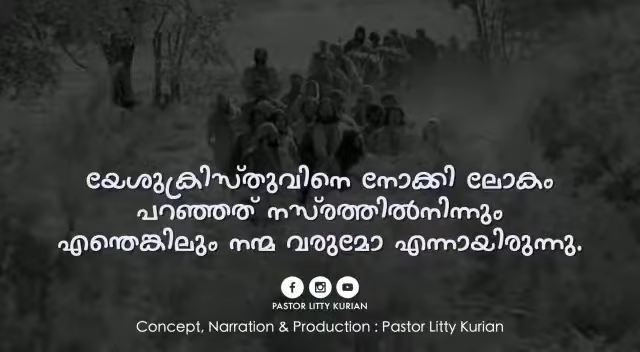 യേശുക്രിസ്തുവിനെ നോക്കി ലോകം
പറഞ്ഞത് നസ്രത്തിൽനിന്നും
എന്തെങ്കിലും നന്മ വരുമോ എന്നായിരുന്നു.
PASTOR LITTY KURIAN
Concept, Narration & Production : Pastor Litty Kurian